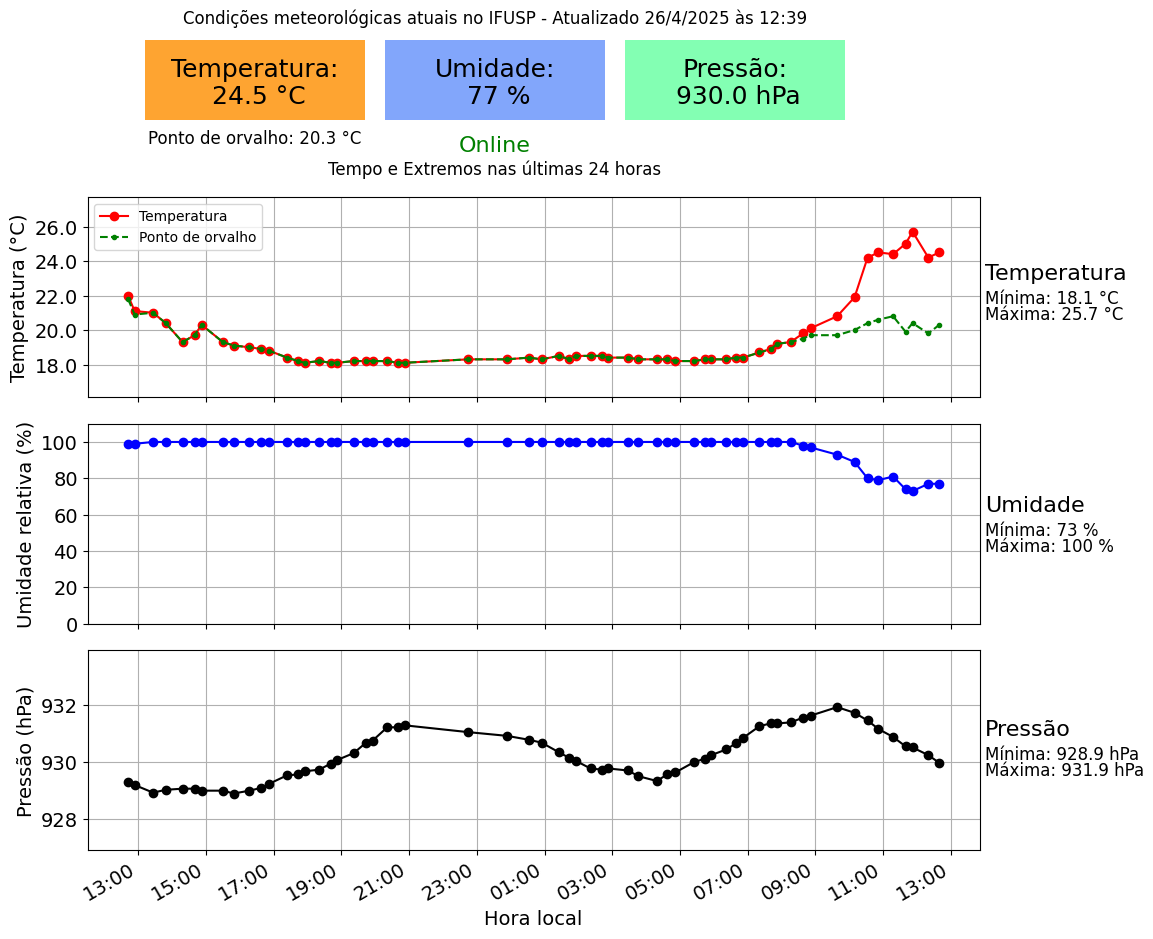 Condições meteorológicas atuais no IFUSP - Atualizado 26/4/2025 às 12:39
Temperatura:
24.5 °C
Umidade:
77 %
Pressão:
930.0 hPa
Ponto de orvalho: 20.3 °C
Online
Tempo e Extremos nas últimas 24 horas
Temperatura (°C)
26.0
24.0
22.0
20.0
18.0
Temperatura
Ponto de orvalho
Temperatura
Mínima: 18.1 °C
Máxima: 25.7 °C
Umidade relativa (%)
100
80
60
40
20
0
Umidade
Mínima: 73 %
Máxima: 100 %
Pressão (hPa)
932
930
928
Pressão
Mínima: 928.9 hPa
Máxima: 931.9 hPa
13:00 15:00 17:00 19:00 21:00 23:00 01:00 03:00 05:00 07:00 09:00 11:00 13:00
Hora local